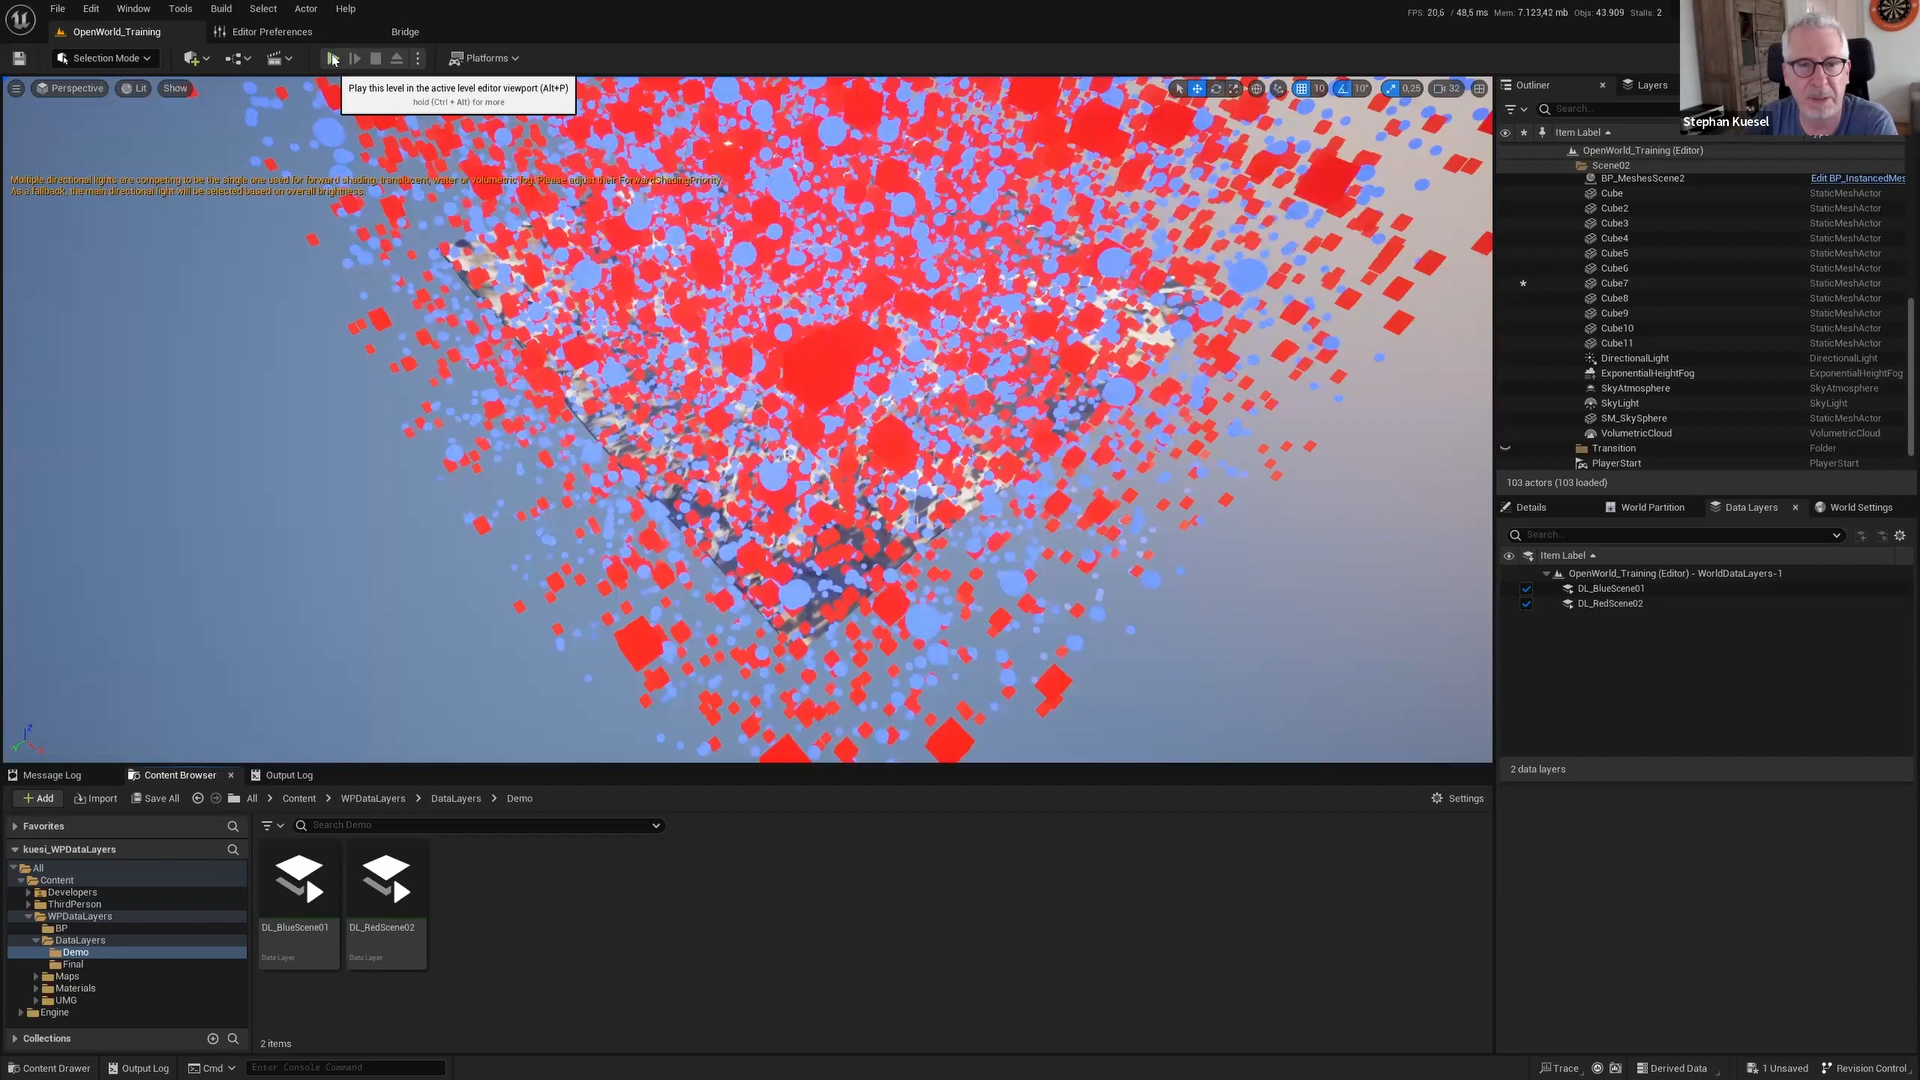 File Edit Window Tools Build Select Actor Help
FPS: 20,6 / 48,5 ms Mem: 7.123,42 mb Objs: 43.909 Stalls: 2
OpenWorld_Training Editor Preferences Bridge
Selection Mode Platforms
Play this level in the active level editor viewport (Alt+P)
hold (Ctrl + Alt) for more
Perspective Lit Show
10 10° 0,25 32
Multiple directional lights are competing to be the single one used for forward shading, translucent, water or volumetric fog. Please adjust their ForwardShadingPriority
As a fallback, the main directional light will be selected based on overall brightness.
Stephan Kuesel
Outliner Layers
Search...
Item Label
OpenWorld_Training (Editor)
Scene02
BP_MeshesScene2 Edit BP_InstancedMes
Cube StaticMeshActor
Cube2 StaticMeshActor
Cube3 StaticMeshActor
Cube4 StaticMeshActor
Cube5 StaticMeshActor
Cube6 StaticMeshActor
Cube7 StaticMeshActor
Cube8 StaticMeshActor
Cube9 StaticMeshActor
Cube10 StaticMeshActor
Cube11 StaticMeshActor
DirectionalLight DirectionalLight
ExponentialHeightFog ExponentialHeightFog
SkyAtmosphere SkyAtmosphere
SkyLight SkyLight
SM_SkySphere StaticMeshActor
VolumetricCloud VolumetricCloud
Transition Folder
PlayerStart PlayerStart
103 actors (103 loaded)
Details World Partition Data Layers World Settings
Search...
Item Label
OpenWorld_Training (Editor) - WorldDataLayers-1
DL_BlueScene01
DL_RedScene02
2 data layers
Message Log Content Browser Output Log
Add Import Save All All Content WPDataLayers DataLayers Demo Settings
Favorites
Search Demo
kuesi_WPDataLayers
All
Content
Developers
ThirdPerson
WPDataLayers
BP
DataLayers
Demo
Final
Maps
Materials
UMG
Engine
DL_BlueScene01 DL_RedScene02
Data Layer Data Layer
Collections
2 items
Content Drawer Output Log Cmd Enter Console Command
Trace Derived Data 1 Unsaved Revision Control